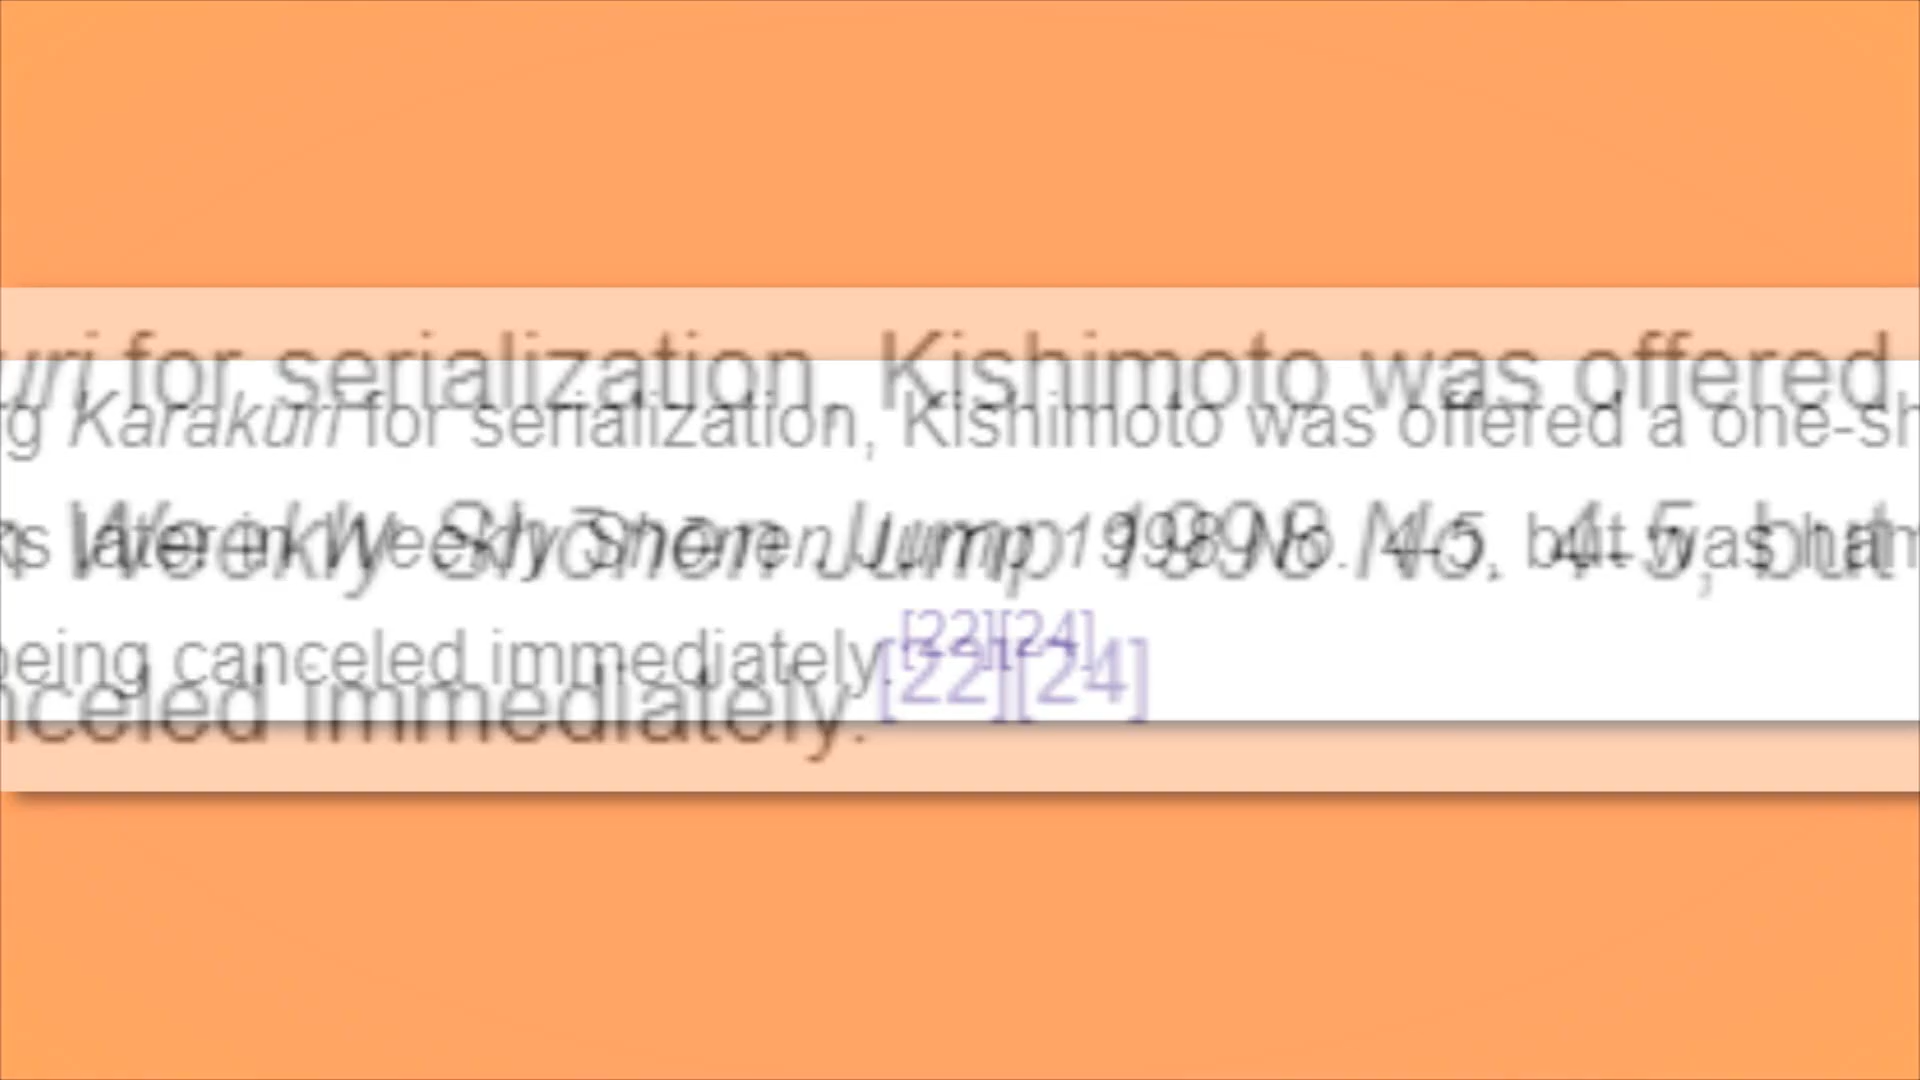 uri for serialization, Kishimoto was offered
g Karakuri for serialization, Kishimoto was offered a one-sh
Weekly Shōnen Jump 1998 No. 4-5, but
ks later in Weekly Shōnen Jump 1998 No. 4-5, but was ham
being canceled immediately.[22][24]
nceled immediately.[22][24]